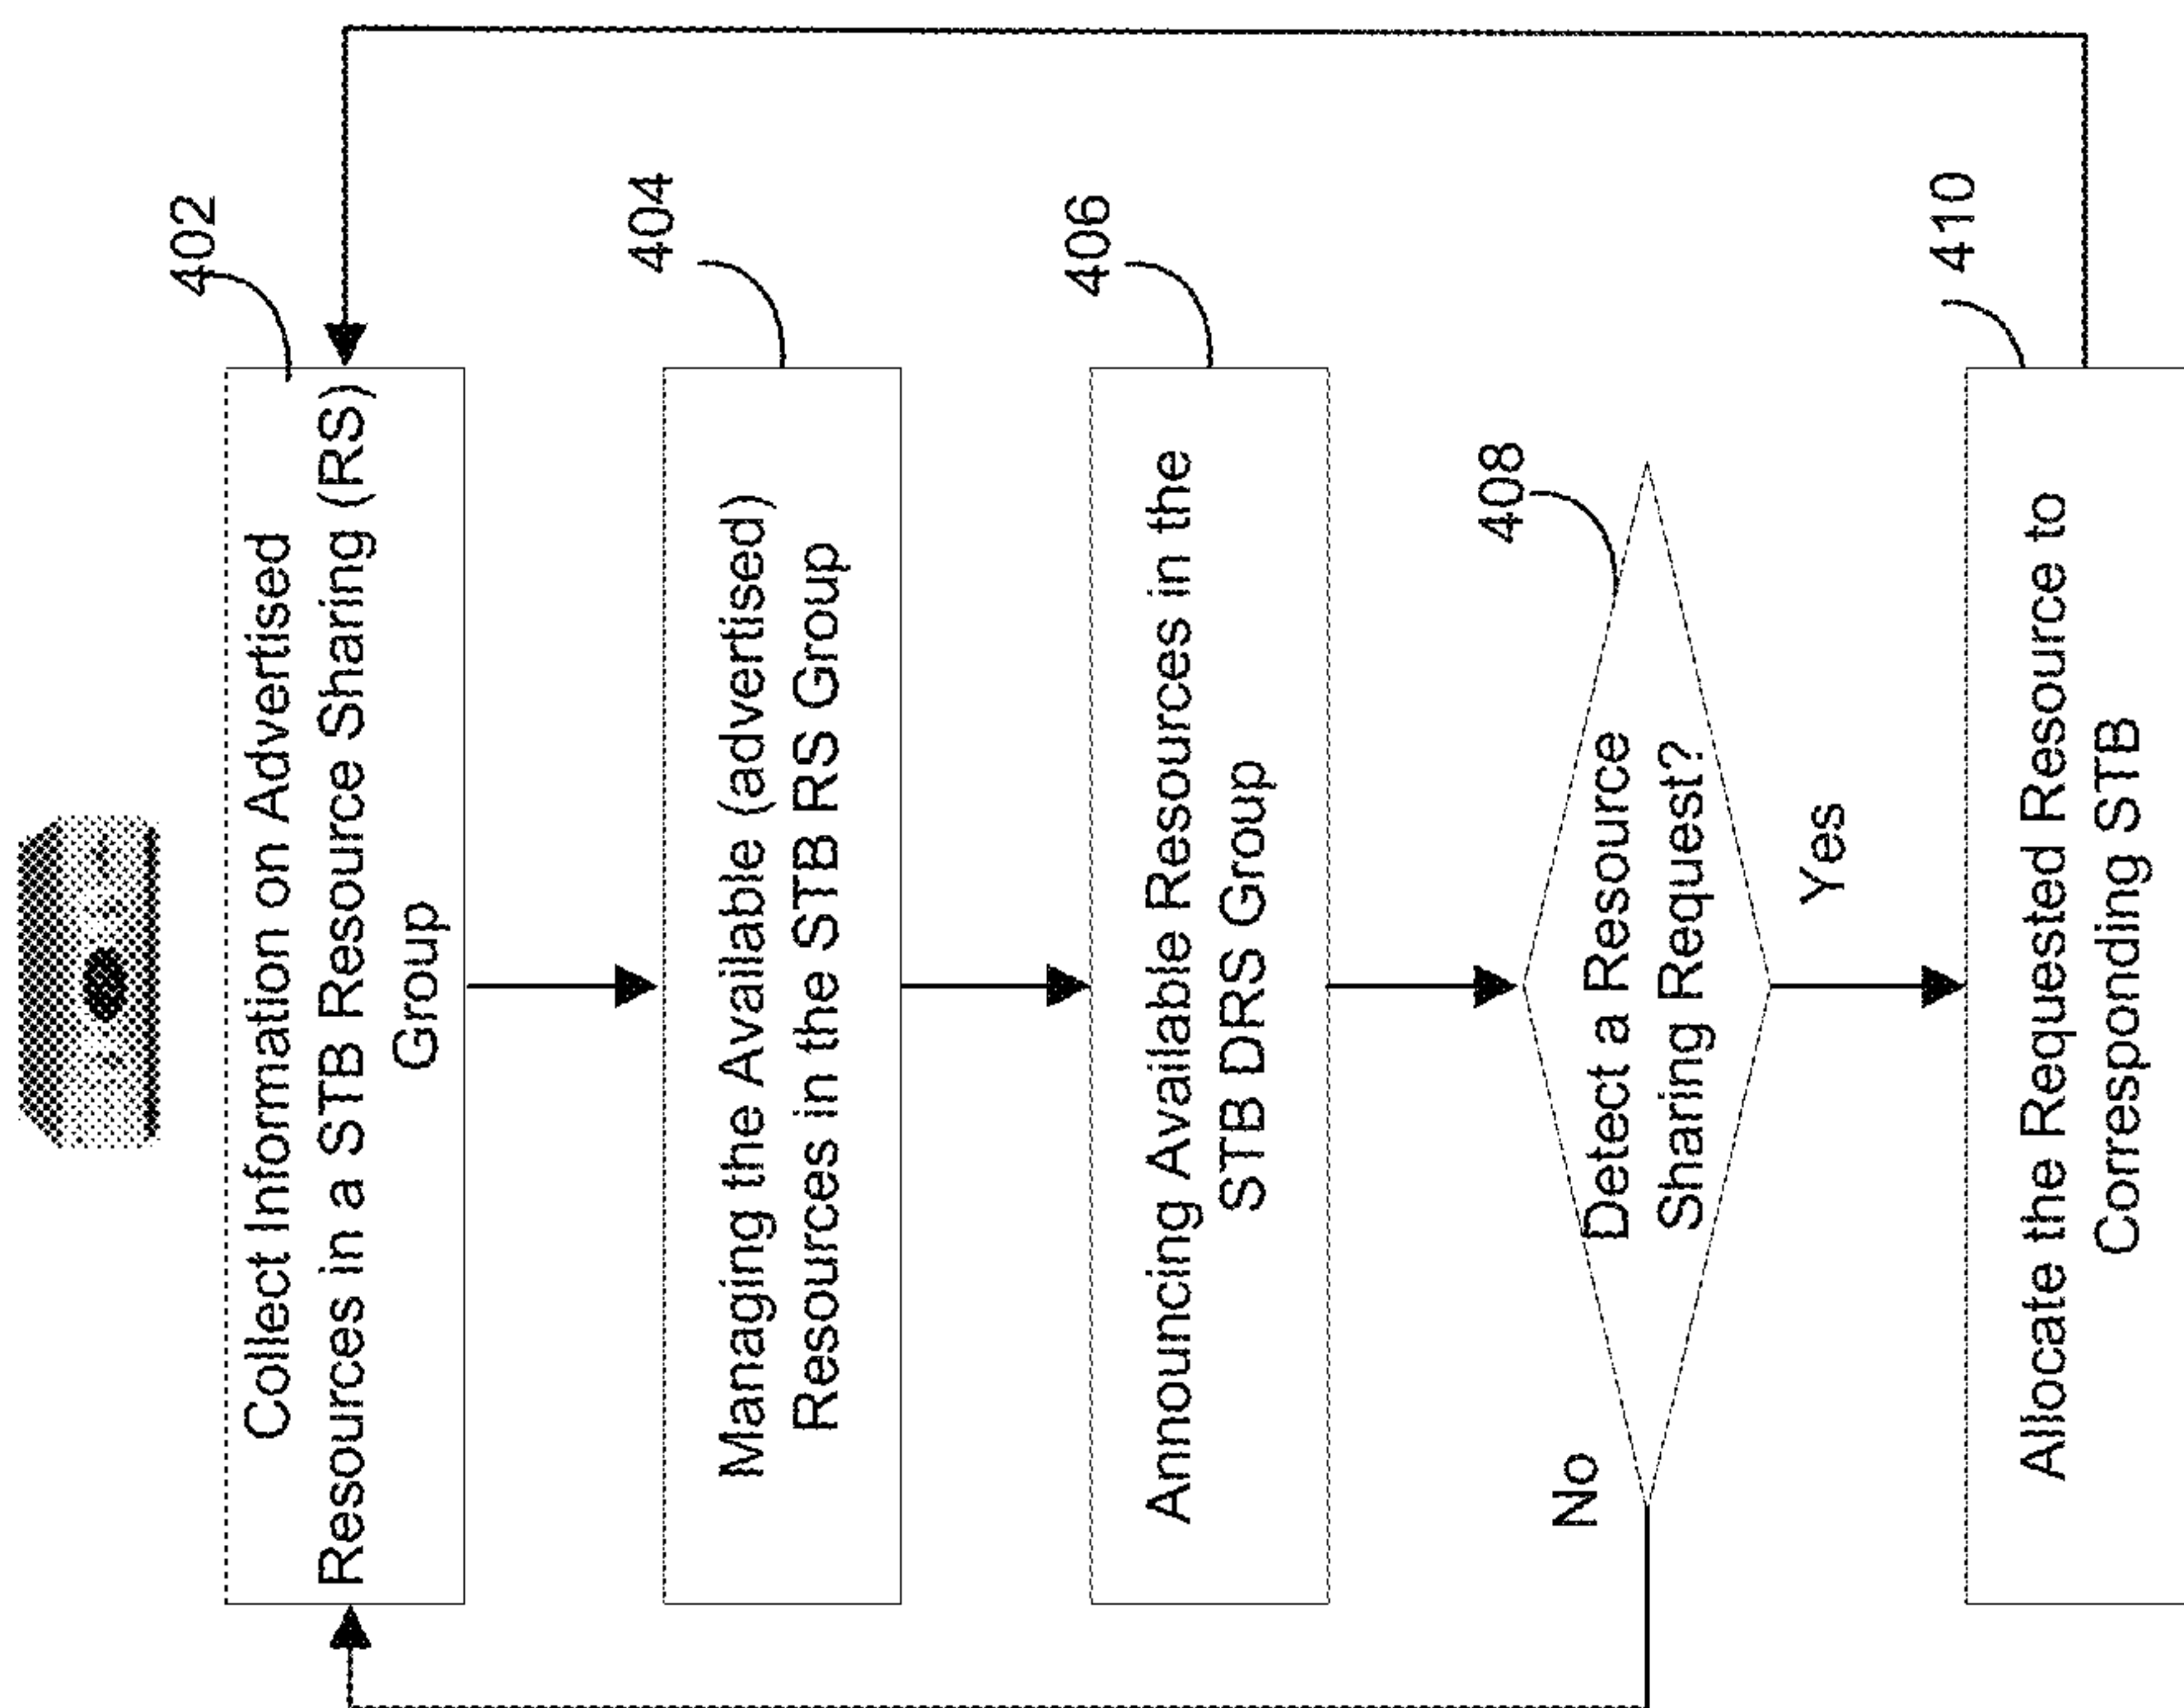 402
Collect Information on Advertised
Resources in a STB Resource Sharing (RS)
Group
404
Managing the Available (advertised)
Resources in the STB RS Group
406
Announcing Available Resources in the
STB DRS Group
408
Detect a Resource
Sharing Request?
No
Yes
410
Allocate the Requested Resource to
Corresponding STB